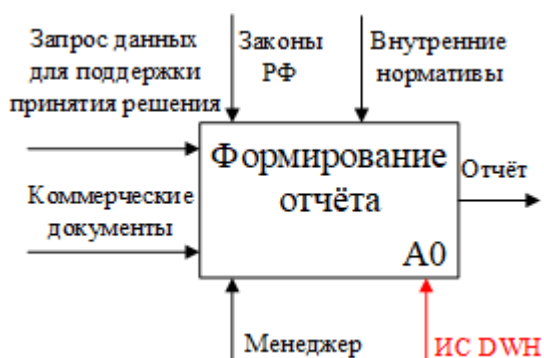 Запрос данных
для поддержки
принятия решения
Законы
РФ
Внутренние
нормативы
Формирование
отчёта
A0
Коммерческие
документы
Отчёт
Менеджер
ИС DWH